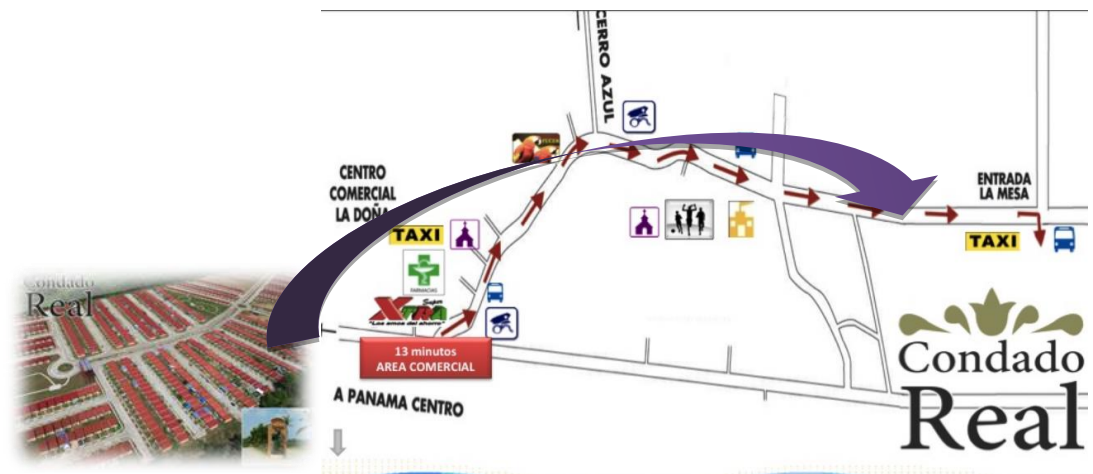 CERRO AZUL
CENTRO
COMERCIAL
LA DOÑA
TAXI
FARMACIAS
Super
XTRA
"Los amos del ahorro"
13 minutos
AREA COMERCIAL
A PANAMA CENTRO
ENTRADA
LA MESA
TAXI
Condado
Real
Condado
Real